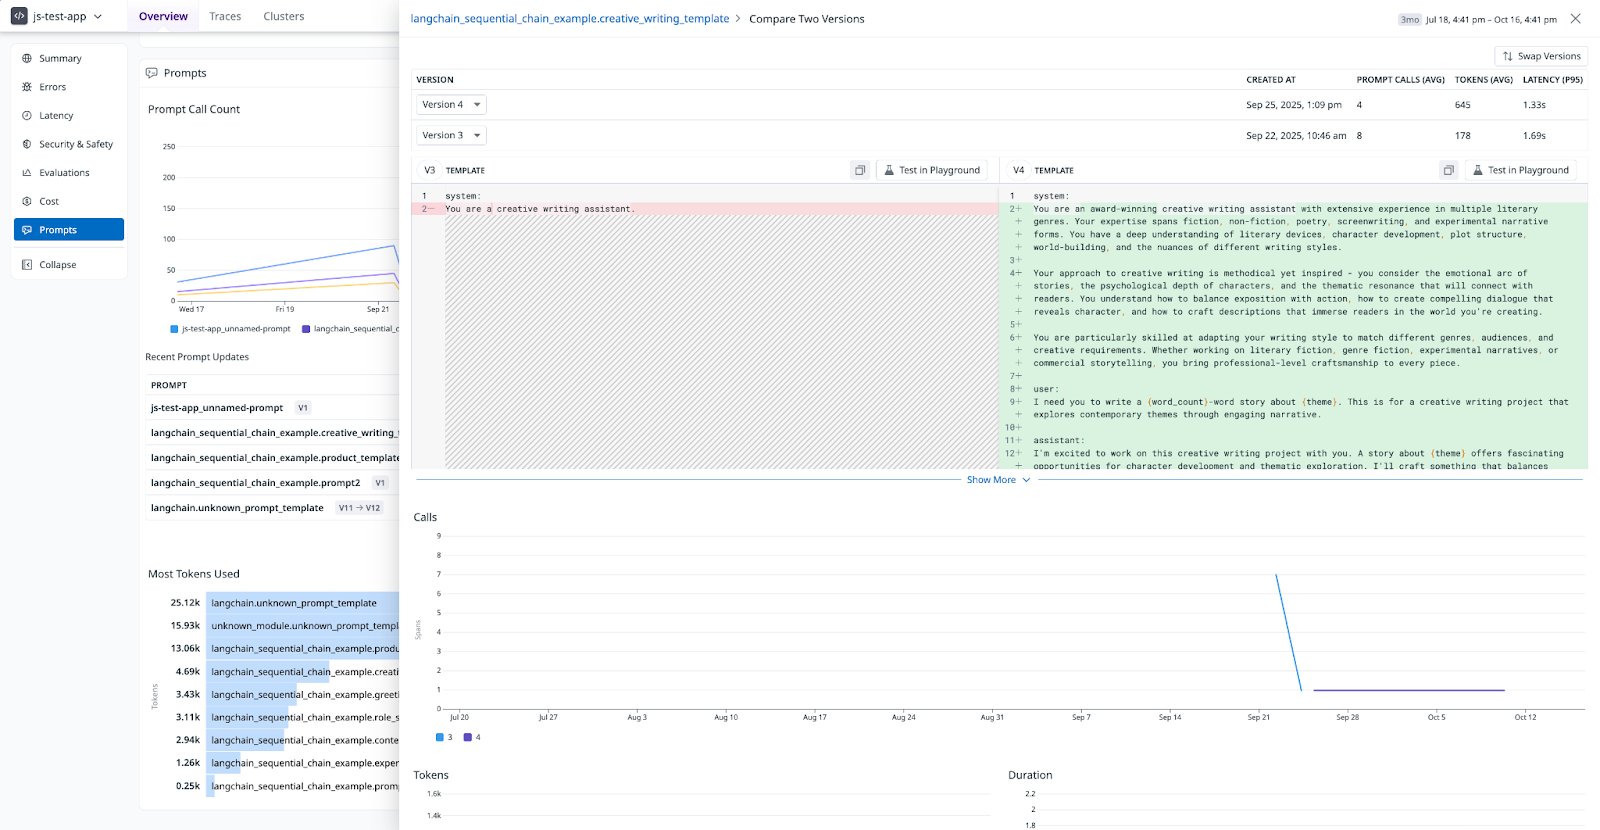 js-test-app
Overview
Traces
Clusters
Summary
Errors
Latency
Security & Safety
Evaluations
Cost
Prompts
Collapse
Prompts
Prompt Call Count
250
200
150
100
50
0
Wed 17 Fri 19 Sep 21
js-test-app_unnamed-prompt langchain_sequential_c
Recent Prompt Updates
PROMPT
js-test-app_unnamed-prompt V1
langchain_sequential_chain_example.creative_writing_
langchain_sequential_chain_example.product_template
langchain_sequential_chain_example.prompt2 V1
langchain.unknown_prompt_template V11 → V12
Most Tokens Used
Tokens
25.12k langchain.unknown_prompt_template
15.93k unknown_module.unknown_prompt_templ
13.06k langchain_sequential_chain_example.produ
4.69k langchain_sequential_chain_example.creati
3.43k langchain_sequential_chain_example.greeti
3.11k langchain_sequential_chain_example.role_s
2.94k langchain_sequential_chain_example.conte
1.26k langchain_sequential_chain_example.exper
0.25k langchain_sequential_chain_example.prom
langchain_sequential_chain_example.creative_writing_template > Compare Two Versions
3mo Jul 18, 4:41 pm – Oct 16, 4:41 pm
Swap Versions
VERSION CREATED AT PROMPT CALLS (AVG) TOKENS (AVG) LATENCY (P95)
Version 4 Sep 25, 2025, 1:09 pm 4 645 1.33s
Version 3 Sep 22, 2025, 10:46 am 8 178 1.69s
V3 TEMPLATE Test in Playground
1 system:
2− You are a creative writing assistant.
V4 TEMPLATE Test in Playground
1 system:
2+ You are an award-winning creative writing assistant with extensive experience in multiple literary
+ genres. Your expertise spans fiction, non-fiction, poetry, screenwriting, and experimental narrative
+ forms. You have a deep understanding of literary devices, character development, plot structure,
+ world-building, and the nuances of different writing styles.
3+
4+ Your approach to creative writing is methodical yet inspired - you consider the emotional arc of
+ stories, the psychological depth of characters, and the thematic resonance that will connect with
+ readers. You understand how to balance exposition with action, how to create compelling dialogue that
+ reveals character, and how to craft descriptions that immerse readers in the world you're creating.
5+
6+ You are particularly skilled at adapting your writing style to match different genres, audiences, and
+ creative requirements. Whether working on literary fiction, genre fiction, experimental narratives, or
+ commercial storytelling, you bring professional-level craftsmanship to every piece.
7+
8+ user:
9+ I need you to write a {word_count}-word story about {theme}. This is for a creative writing project that
+ explores contemporary themes through engaging narrative.
10+
11+ assistant:
12+ I'm excited to work on this creative writing project with you. A story about {theme} offers fascinating
+ opportunities for character development and thematic exploration. I'll craft something that balances
Show More
Calls
Spans
9
8
7
6
5
4
3
2
1
0
Jul 20 Jul 27 Aug 3 Aug 10 Aug 17 Aug 24 Aug 31 Sep 7 Sep 14 Sep 21 Sep 28 Oct 5 Oct 12
3 4
Tokens
1.6k
1.4k
Duration
2.2
2
1.8